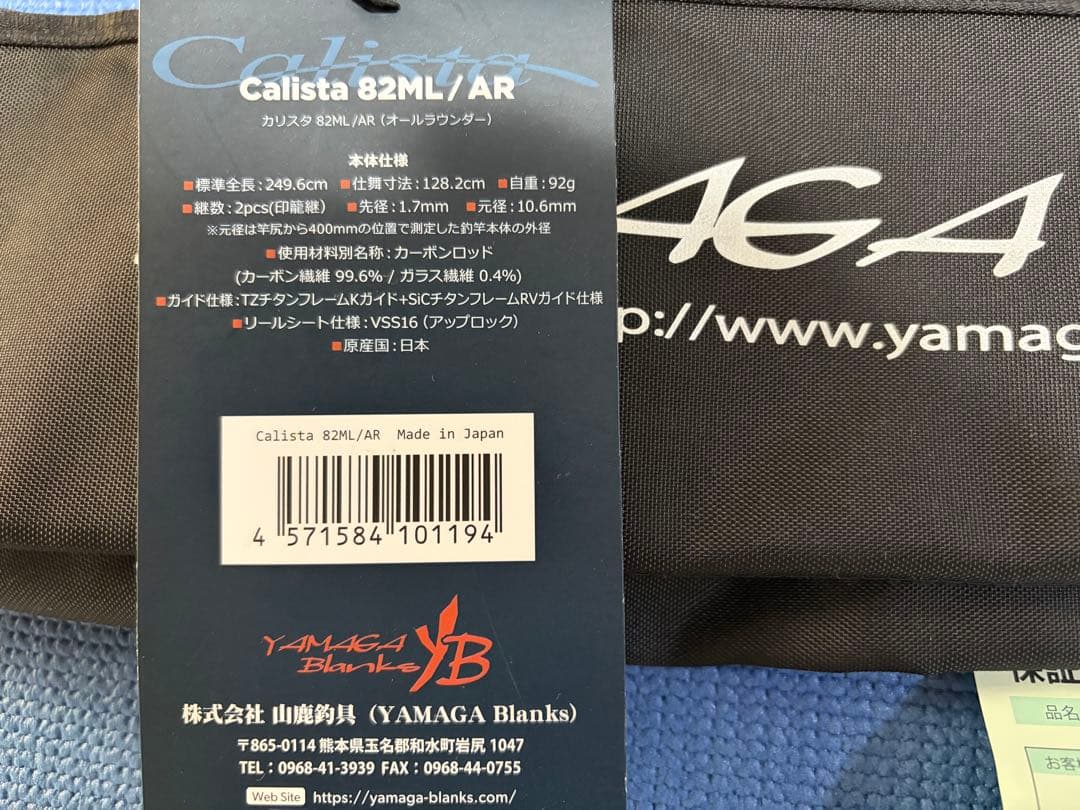 Calista
Calista 82ML/AR
カリスタ 82ML/AR（オールラウンダー）
本体仕様
■標準全長：249.6cm ■仕舞寸法：128.2cm ■自重：92g
■継数：2pcs(印籠継） ■先径：1.7mm ■元径：10.6mm
※元径は竿尻から400mmの位置で測定した釣竿本体の外径
■使用材料別名称：カーボンロッド
(カーボン繊維 99.6% / ガラス繊維 0.4%)
■ガイド仕様：TZチタンフレームKガイド+SiCチタンフレームRVガイド仕様
■リールシート仕様：VSS16（アップロック）
■原産国：日本
Calista 82ML/AR Made in Japan
4 571584 101194
YAMAGA
Blanks YB
株式会社 山鹿釣具（YAMAGA Blanks）
〒865-0114 熊本県玉名郡和水町岩尻 1047
TEL：0968-41-3939 FAX：0968-44-0755
Web Site https://yamaga-blanks.com/
AGA
p://www.yamag
保証
品名
お客様